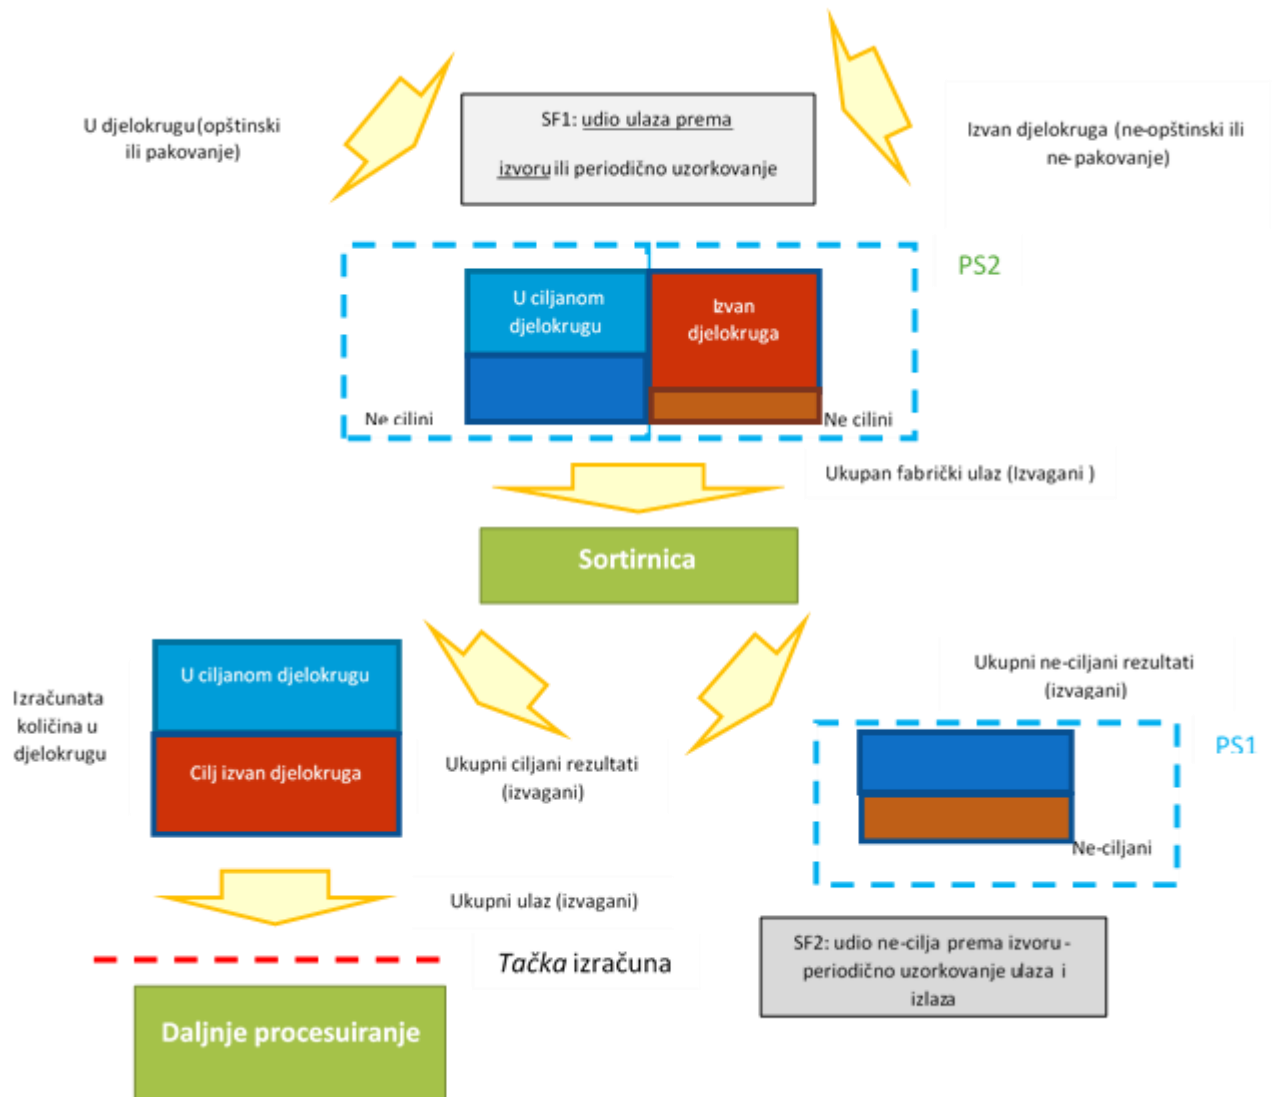 U djelokrugu (opštinski
ili pakovanje)
SF1: udio ulaza prema
izvoru ili periodično uzorkovanje
Izvan djelokruga (ne-opštinski ili
ne-pakovanje)
PS2
U ciljanom
djelokrugu
Izvan
djelokruga
Ne cilini
Ne cilini
Ukupan fabrički ulaz (Izvagani )
Sortirnica
U ciljanom djelokrugu
Cilj izvan djelokruga
Izračunata
količina u
djelokrugu
Ukupni ciljani rezultati
(izvagani)
Ukupni ne-ciljani rezultati
(izvagani)
PS1
Ne-ciljani
Ukupni ulaz (izvagani)
Tačka izračuna
SF2: udio ne-cilja prema izvoru -
periodično uzorkovanje ulaza i
izlaza
Daljnje procesuiranje